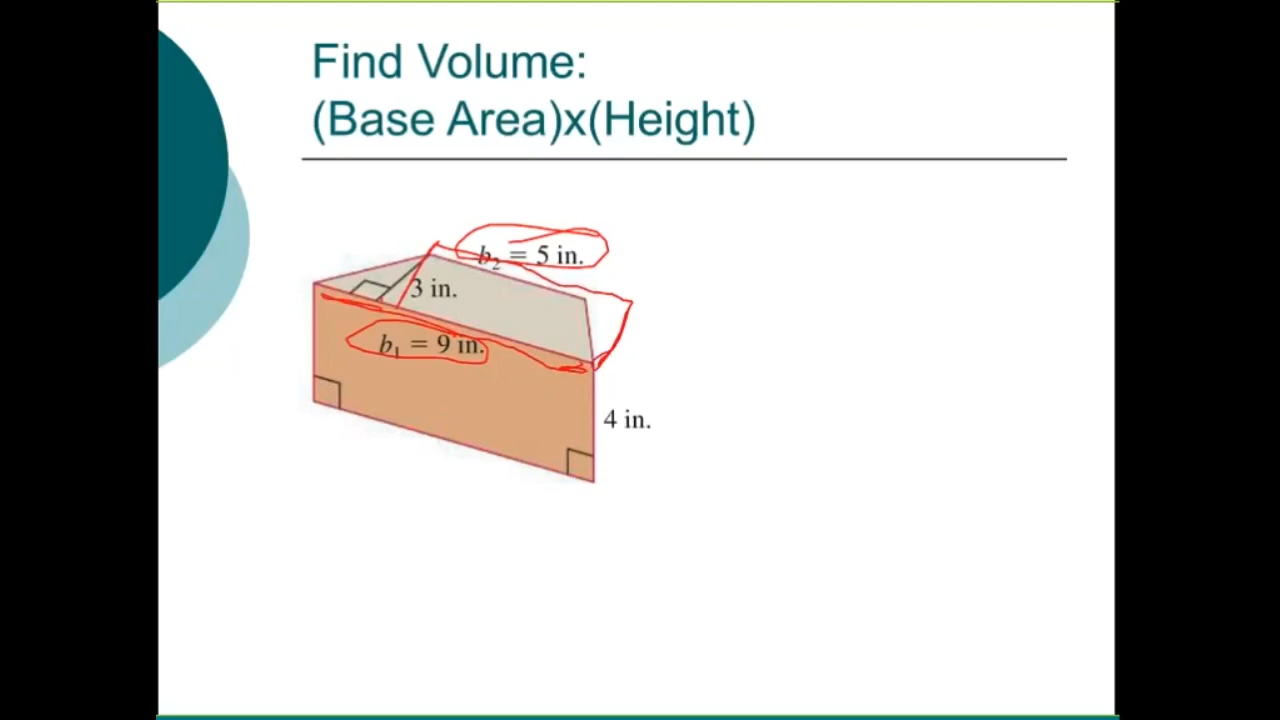 Find Volume:
(Base Area)x(Height)
b₂ = 5 in.
3 in.
b₁ = 9 in.
4 in.